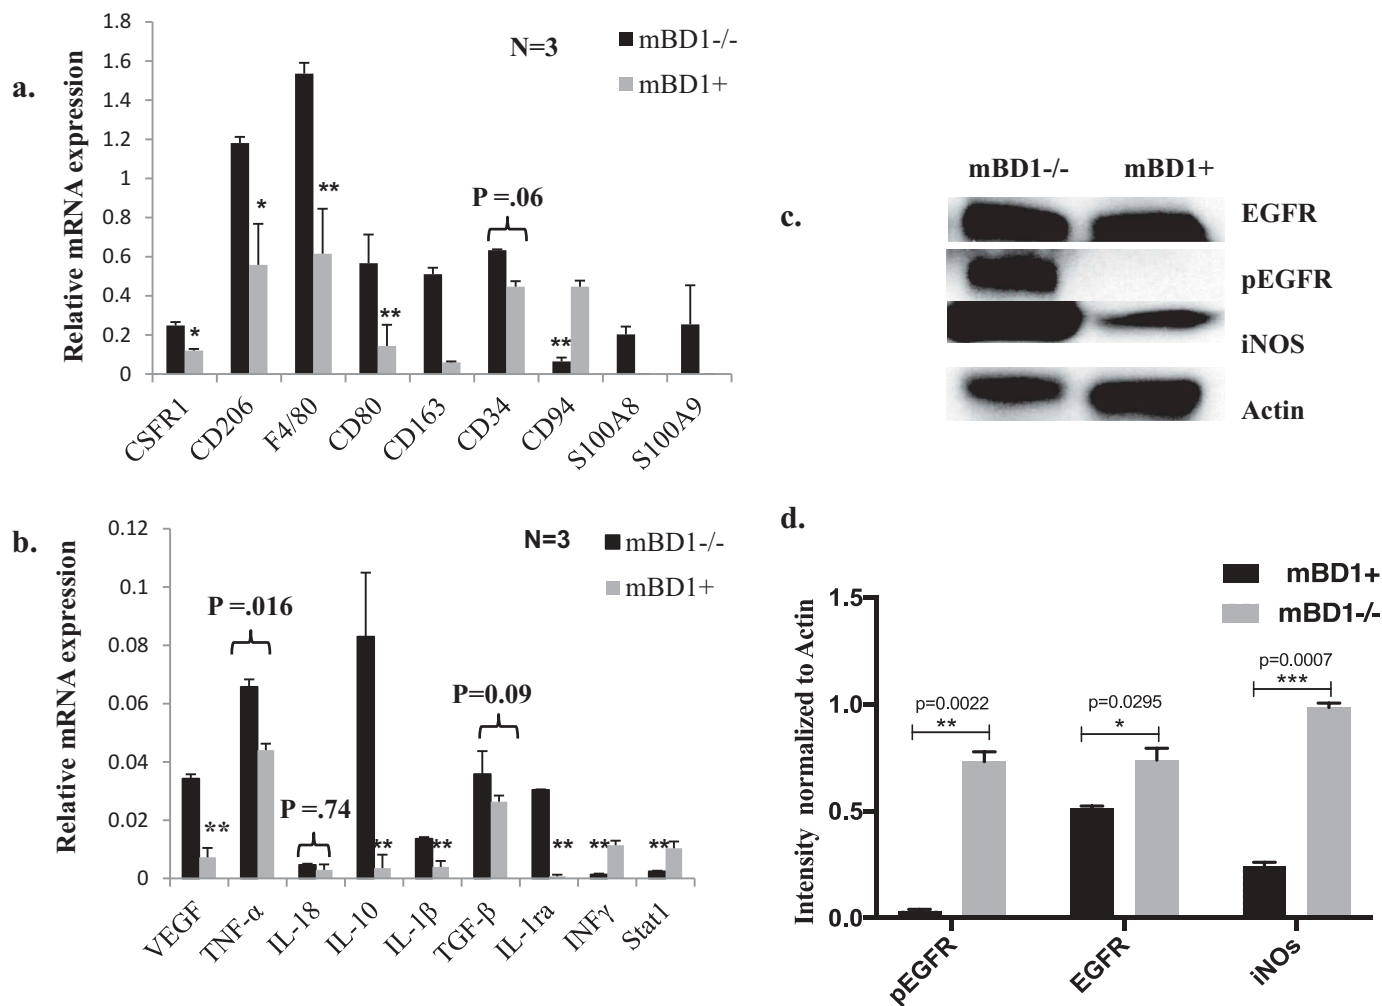 a.
Relative mRNA expression
1.8
1.6
1.4
1.2
1
0.8
0.6
0.4
0.2
0
N=3
mBD1-/-
mBD1+
*
*
**
**
P =.06
**
CSFR1
CD206
F4/80
CD80
CD163
CD34
CD94
S100A8
S100A9
b.
Relative mRNA expression
0.12
0.1
0.08
0.06
0.04
0.02
0
N=3
mBD1-/-
mBD1+
**
P =.016
P =.74
**
**
P=0.09
**
**
**
VEGF
TNF-α
IL-18
IL-10
IL-1β
TGF-β
IL-1ra
INFγ
Stat1
c.
mBD1-/- mBD1+
EGFR
pEGFR
iNOS
Actin
d.
Intensity normalized to Actin
1.5
1.0
0.5
0.0
mBD1+
mBD1-/-
p=0.0022
**
p=0.0295
*
p=0.0007
***
pEGFR
EGFR
iNOs